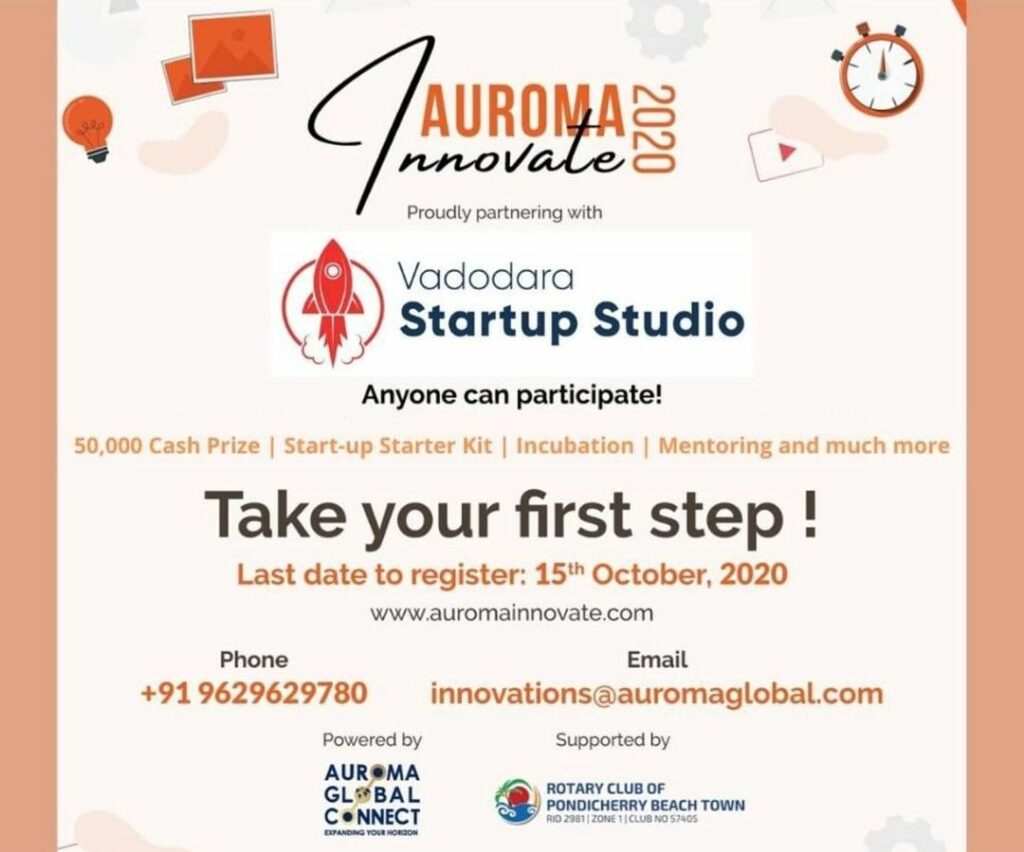 AUROMA
Innovate
2020
Proudly partnering with
Vadodara
Startup Studio
Anyone can participate!
50,000 Cash Prize | Start-up Starter Kit | Incubation | Mentoring and much more
Take your first step !
Last date to register: 15th October, 2020
www.auromainnovate.com
Phone
+91 9629629780
Email
innovations@auromaglobal.com
Powered by
AUROMA
GLOBAL
CONNECT
EXPANDING YOUR HORIZON
Supported by
ROTARY CLUB OF
PONDICHERRY BEACH TOWN
RID 2981 | ZONE 1 | CLUB NO 57405